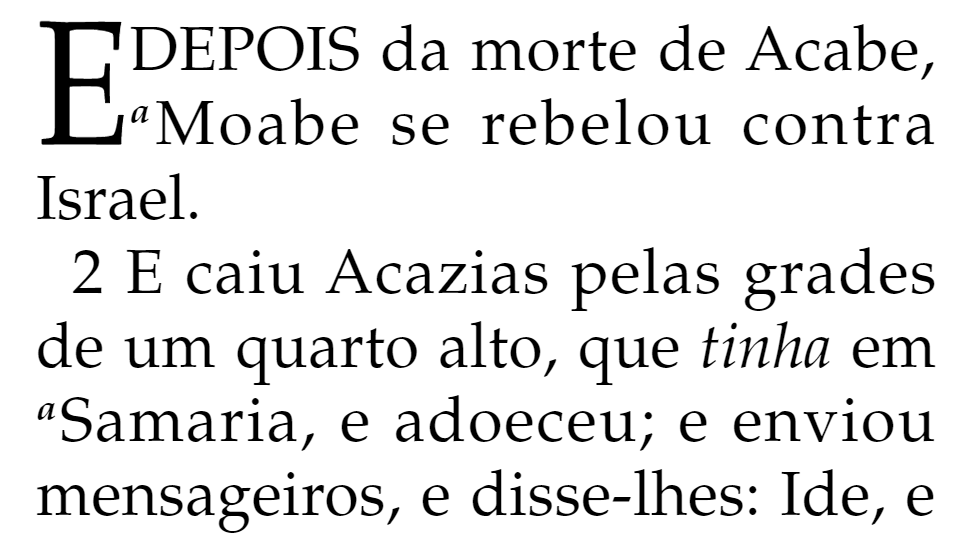 E DEPOIS da morte de Acabe,
aMoabe se rebelou contra
Israel.
2 E caiu Acazias pelas grades
de um quarto alto, que tinha em
aSamaria, e adoeceu; e enviou
mensageiros, e disse-lhes: Ide, e